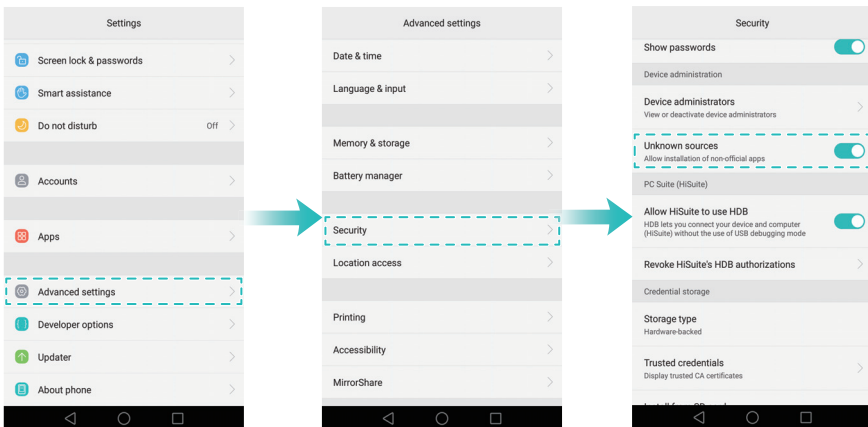 Settings
Screen lock & passwords
Smart assistance
Do not disturb Off
Accounts
Apps
Advanced settings
Developer options
Updater
About phone
Advanced settings
Date & time
Language & input
Memory & storage
Battery manager
Security
Location access
Printing
Accessibility
MirrorShare
Security
Show passwords
Device administration
Device administrators
View or deactivate device administrators
Unknown sources
Allow installation of non-official apps
PC Suite (HiSuite)
Allow HiSuite to use HDB
HDB lets you connect your device and computer
(HiSuite) without the use of USB debugging mode
Revoke HiSuite's HDB authorizations
Credential storage
Storage type
Hardware-backed
Trusted credentials
Display trusted CA certificates